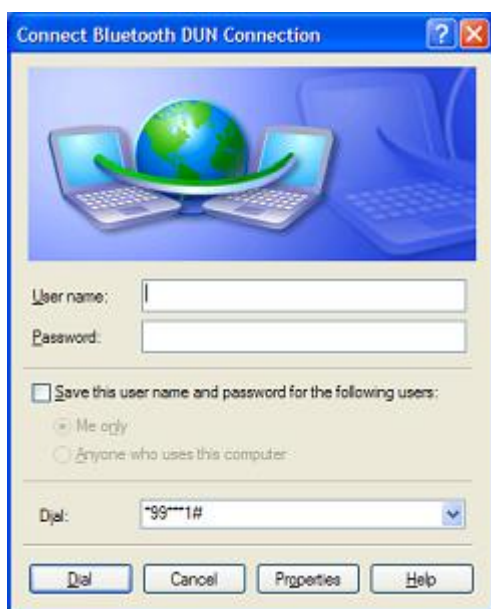 Connect Bluetooth DUN Connection
User name:
Password:
Save this user name and password for the following users:
Me only
Anyone who uses this computer
Dial: *99***1#
Dial Cancel Properties Help